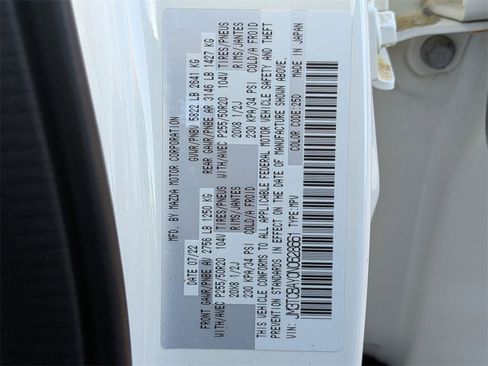 MFD. BY MAZDA MOTOR CORPORATION
DATE 07/22 GVWR/PNBV 5822 LB 2641 KG
FRONT GAWR/PNBE AV 2756 LB 1250 KG REAR GAWR/PNBE AR 3146 LB 1427 KG
WITH/AVEC P255/50R20 104V TIRES/PNEUS WITH/AVEC P255/50R20 104V TIRES/PNEUS
20X8 1/2J RIMS/JANTES 20X8 1/2J RIMS/JANTES
230 KPA/34 PSI COLD/A FROID 230 KPA/34 PSI COLD/A FROID
THIS VEHICLE CONFORMS TO ALL APPLICABLE FEDERAL MOTOR VEHICLE SAFETY AND THEFT
PREVENTION STANDARDS IN EFFECT ON THE DATE OF MANUFACTURE SHOWN ABOVE.
VIN: JM3TCBAY0N0628661 TYPE:MPV COLOR CODE:25D MADE IN JAPAN